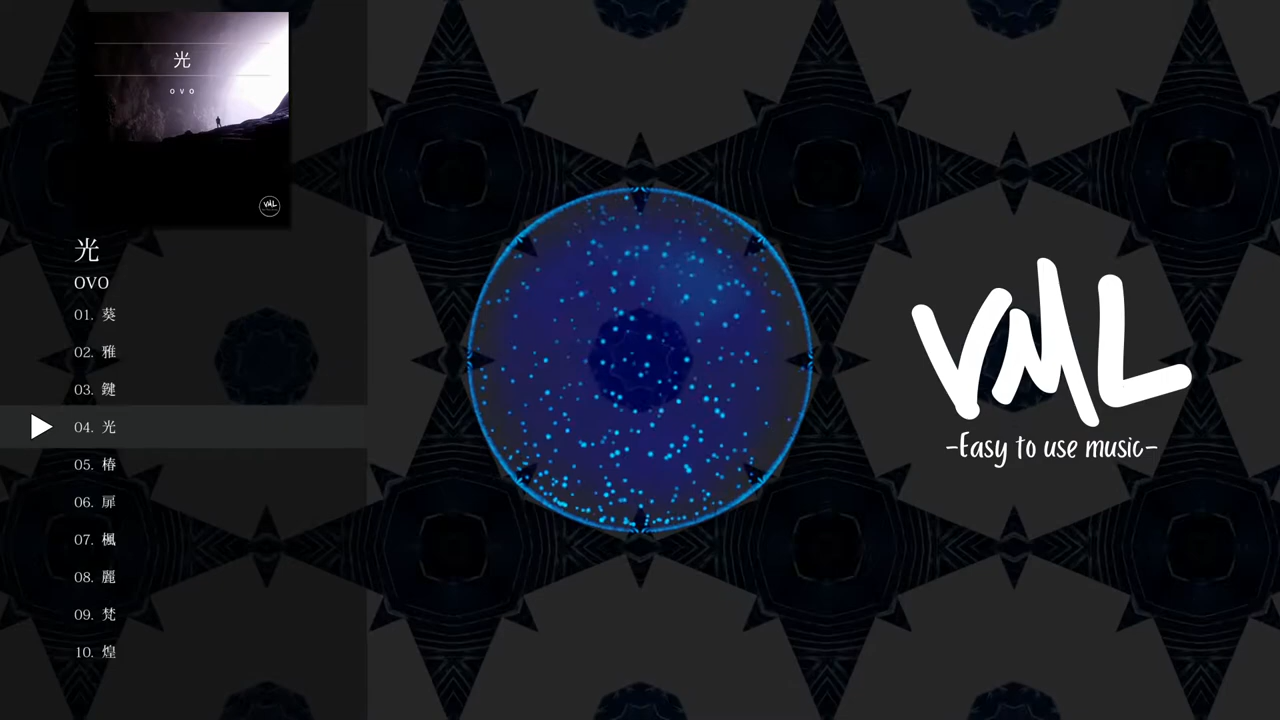 光
ovo
VML
光
OVO
01. 葵
02. 雅
03. 鍵
04. 光
05. 椿
06. 扉
07. 楓
08. 麗
09. 梵
10. 煌
VML
-Easy to use music-